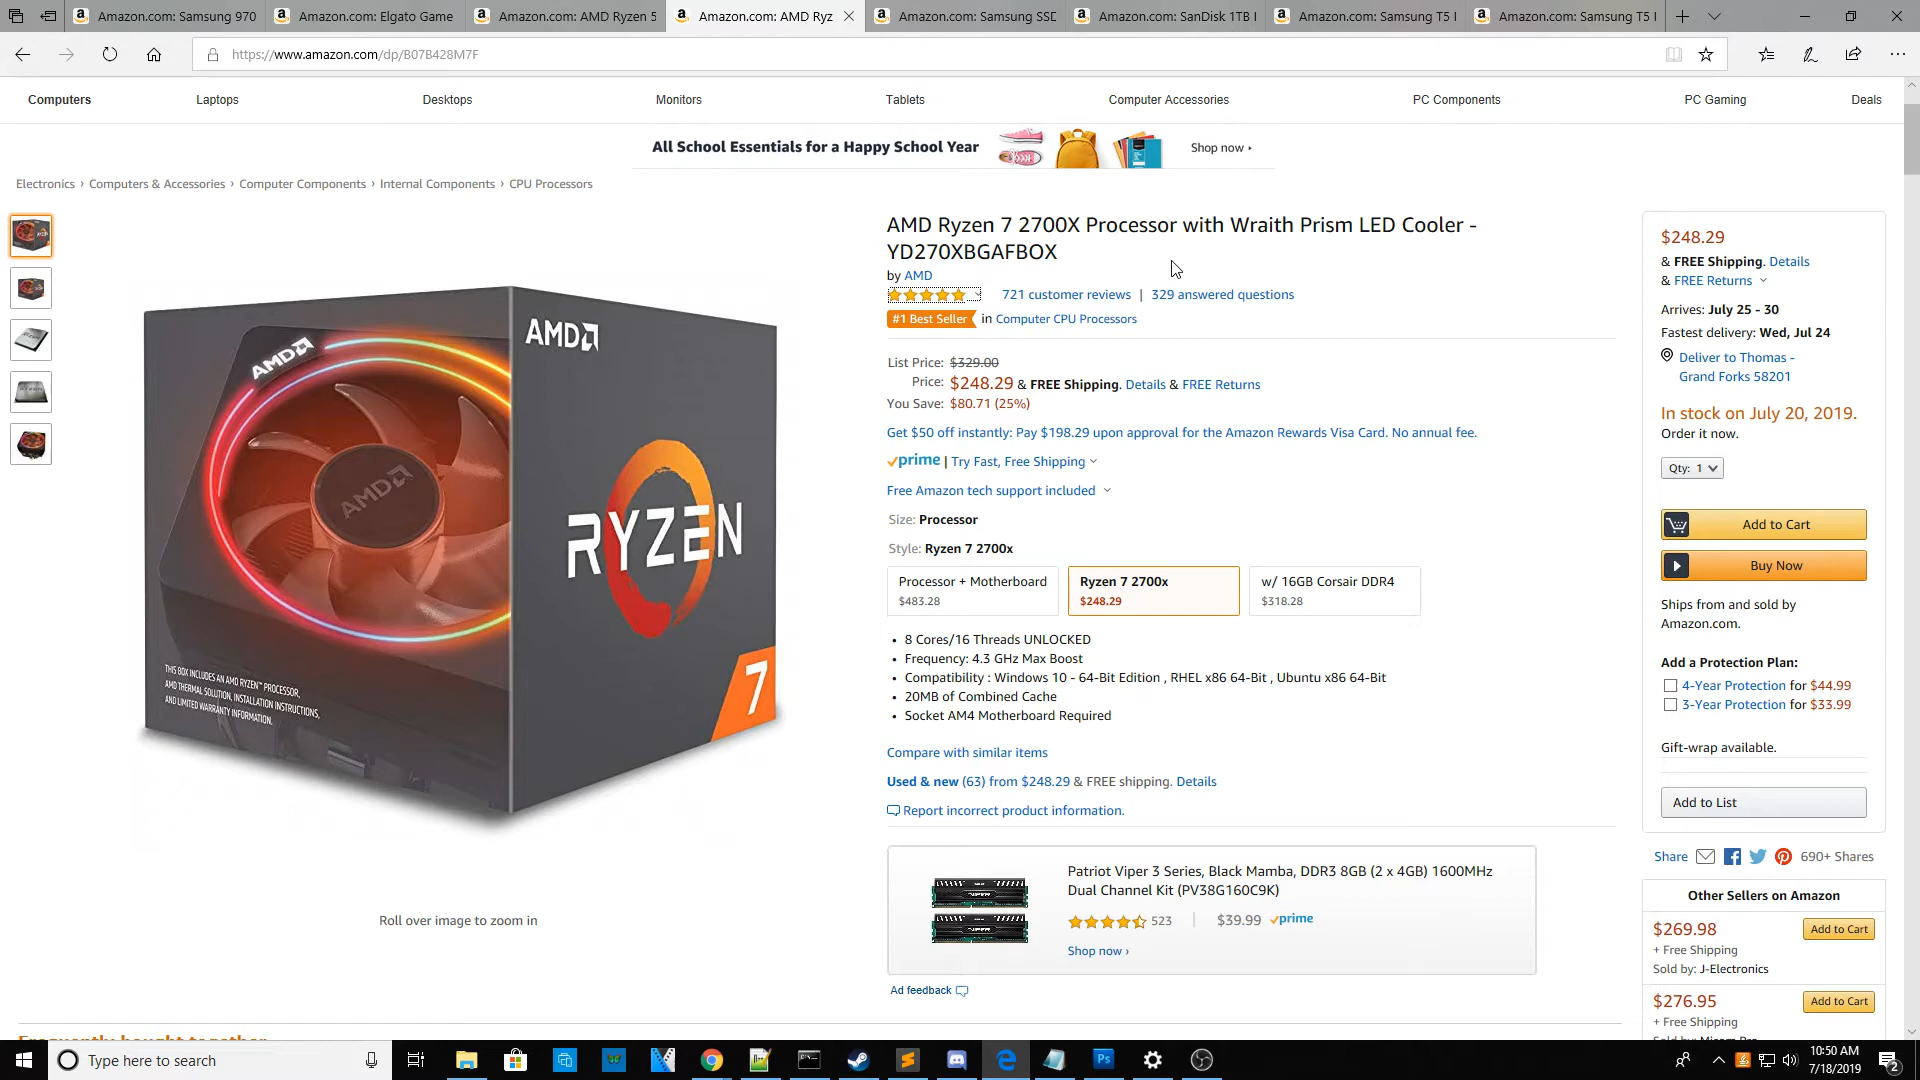 Amazon.com: Samsung 970
Amazon.com: Elgato Game
Amazon.com: AMD Ryzen 5
Amazon.com: AMD Ryz
Amazon.com: Samsung SSD
Amazon.com: SanDisk 1TB
Amazon.com: Samsung T5
Amazon.com: Samsung T5
https://www.amazon.com/dp/B07B428M7F
Computers
Laptops
Desktops
Monitors
Tablets
Computer Accessories
PC Components
PC Gaming
Deals
All School Essentials for a Happy School Year
Shop now ▸
Electronics › Computers & Accessories › Computer Components › Internal Components › CPU Processors
AMD
AMD
AMD
RYZEN
7
THIS BOX INCLUDES AN AMD RYZEN™ PROCESSOR,
AMD THERMAL SOLUTION, INSTALLATION INSTRUCTIONS,
AND LIMITED WARRANTY INFORMATION.
Roll over image to zoom in
AMD Ryzen 7 2700X Processor with Wraith Prism LED Cooler -
YD270XBGAFBOX
by AMD
721 customer reviews | 329 answered questions
#1 Best Seller in Computer CPU Processors
List Price: $329.00
Price: $248.29 & FREE Shipping. Details & FREE Returns
You Save: $80.71 (25%)
Get $50 off instantly: Pay $198.29 upon approval for the Amazon Rewards Visa Card. No annual fee.
prime | Try Fast, Free Shipping
Free Amazon tech support included
Size: Processor
Style: Ryzen 7 2700x
Processor + Motherboard
$483.28
Ryzen 7 2700x
$248.29
w/ 16GB Corsair DDR4
$318.28
• 8 Cores/16 Threads UNLOCKED
• Frequency: 4.3 GHz Max Boost
• Compatibility : Windows 10 - 64-Bit Edition , RHEL x86 64-Bit , Ubuntu x86 64-Bit
• 20MB of Combined Cache
• Socket AM4 Motherboard Required
Compare with similar items
Used & new (63) from $248.29 & FREE shipping. Details
Report incorrect product information.
Patriot Viper 3 Series, Black Mamba, DDR3 8GB (2 x 4GB) 1600MHz
Dual Channel Kit (PV38G160C9K)
523 | $39.99 prime
Shop now ›
Ad feedback
$248.29
& FREE Shipping. Details
& FREE Returns
Arrives: July 25 - 30
Fastest delivery: Wed, Jul 24
Deliver to Thomas -
Grand Forks 58201
In stock on July 20, 2019.
Order it now.
Qty: 1
Add to Cart
Buy Now
Ships from and sold by
Amazon.com.
Add a Protection Plan:
4-Year Protection for $44.99
3-Year Protection for $33.99
Gift-wrap available.
Add to List
Share 690+ Shares
Other Sellers on Amazon
$269.98
Add to Cart
+ Free Shipping
Sold by: J-Electronics
$276.95
Add to Cart
+ Free Shipping
Frequently bought together
Type here to search
Ps
10:50 AM
7/18/2019
2